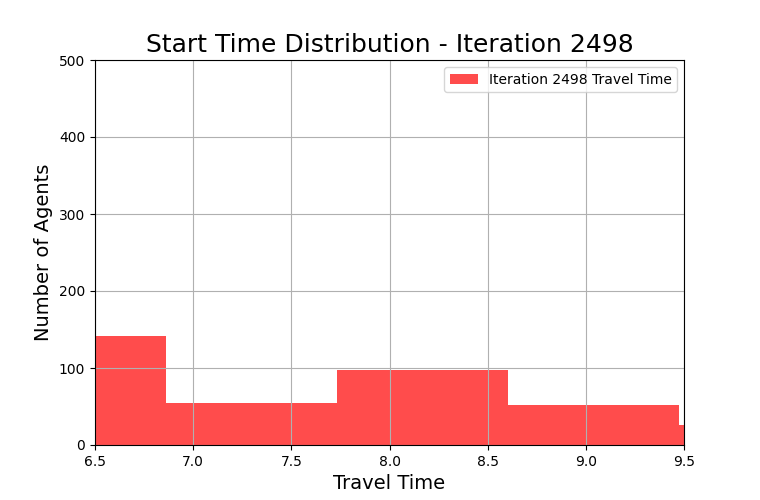 Start Time Distribution - Iteration 2498
500
400
300
200
100
0
Number of Agents
Iteration 2498 Travel Time
6.5 7.0 7.5 8.0 8.5 9.0 9.5
Travel Time